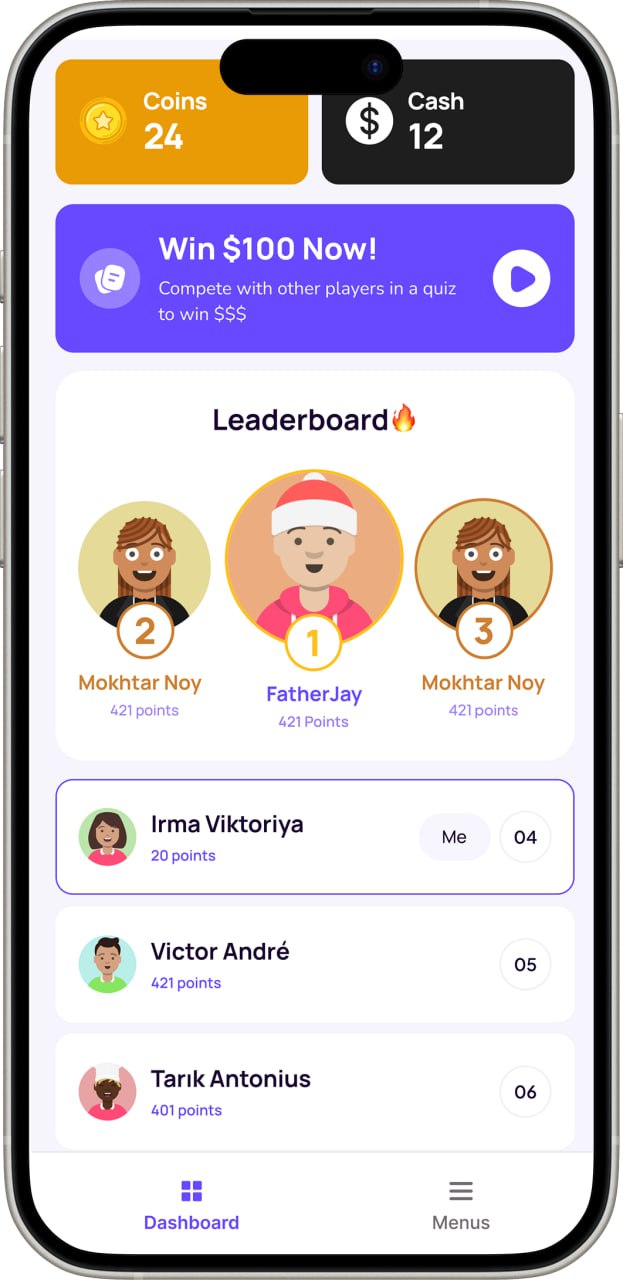 Coins
24
Cash
12
Win $100 Now!
Compete with other players in a quiz
to win $$$
Leaderboard🔥
2
Mokhtar Noy
421 points
1
FatherJay
421 Points
3
Mokhtar Noy
421 points
Irma Viktoriya
20 points
Me
04
Victor André
421 points
05
Tarık Antonius
401 points
06
Dashboard
Menus